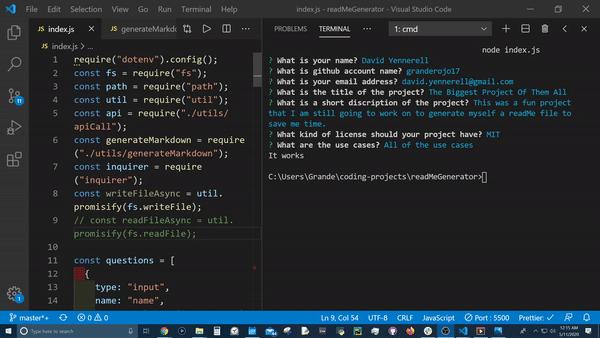 File Edit Selection View Go Run Terminal Help index.js - readMeGenerator - Visual Studio Code
index.js generateMarkd
index.js > ...
1 require("dotenv").config();
2 const fs = require("fs");
3 const path = require("path");
4 const util = require("util");
5 const api = require("./utils/
apiCall");
6 const generateMarkdown = require
("./utils/generateMarkdown");
7 const inquirer = require
("inquirer");
8 const writeFileAsync = util.
promisify(fs.writeFile);
9 // const readFileAsync = util.
promisify(fs.readFile);
10
11 const questions = [
12 {
13 type: "input",
14 name: "name",
PROBLEMS TERMINAL ... 1: cmd
node index.js
? What is your name? David Yennerell
? What is github account name? granderojo17
? What is your email address? david.yennerell@gmail.com
? What is the title of the project? The Biggest Project Of Them All
? What is a short discription of the project? This was a fun project
that I am still going to work on to generate myself a readMe file to
save me time.
? What kind of license should your project have? MIT
? What are the use cases? All of the use cases
It works
C:\Users\Grande\coding-projects\readMeGenerator>
master*+ 0 0 Ln 9, Col 54 UTF-8 CRLF JavaScript Port : 5500 Prettier: ✓
Type here to search
12:15 AM
5/11/2020